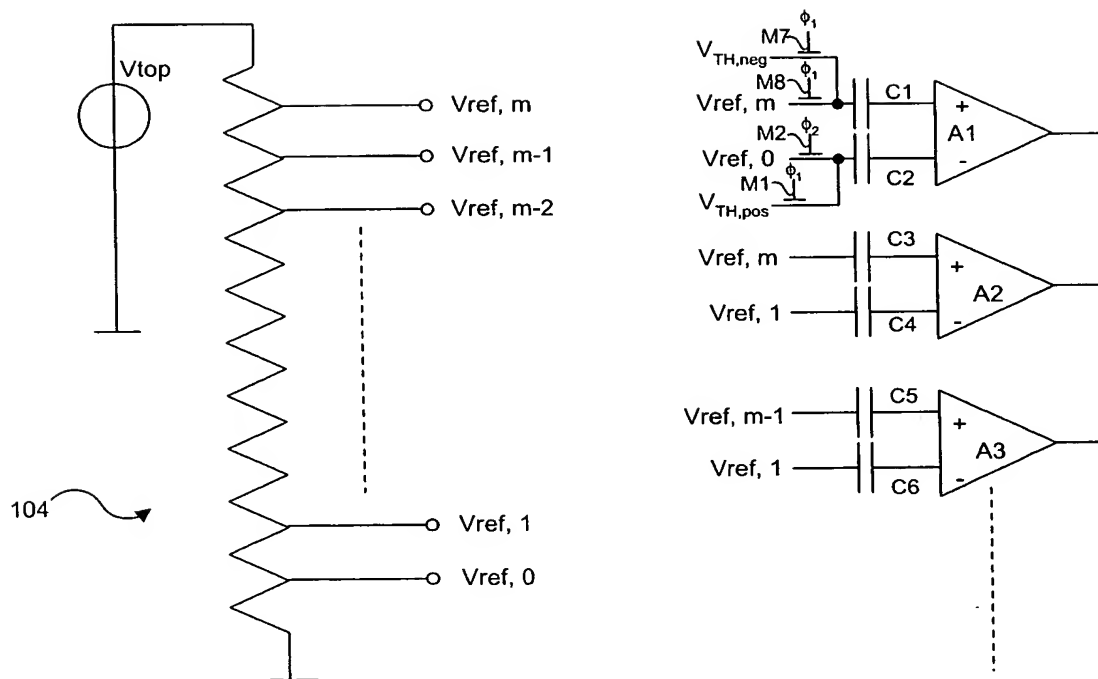 Vtop
Vref, m
Vref, m-1
Vref, m-2
Vref, 1
Vref, 0
104
ϕ1
M7
VTH,neg
M8 ϕ1
Vref, m
C1
+
A1
-
M2 ϕ2
Vref, 0
C2
M1 ϕ1
VTH,pos
Vref, m
C3
+
A2
-
Vref, 1
C4
Vref, m-1
C5
+
A3
-
Vref, 1
C6